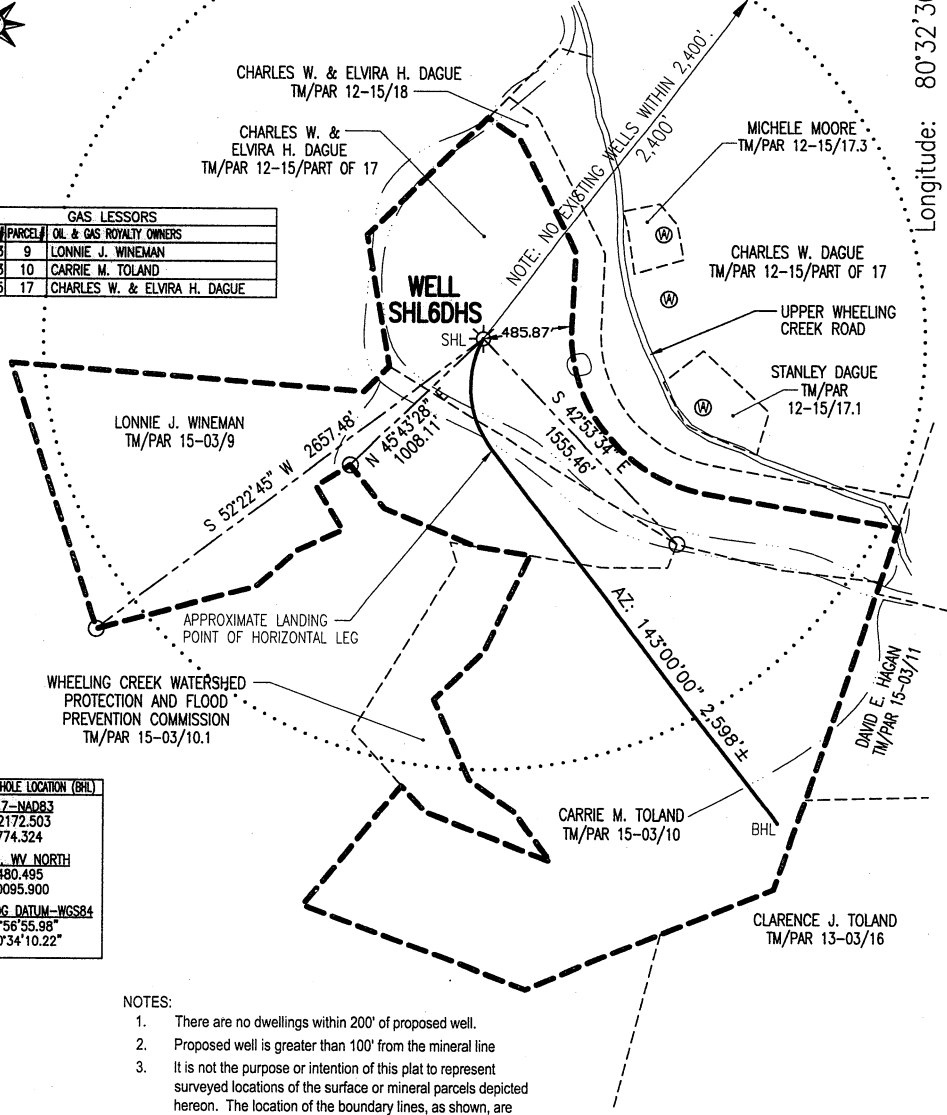 Longitude: 80°32'30
CHARLES W. & ELVIRA H. DAGUE
TM/PAR 12-15/18
CHARLES W. &
ELVIRA H. DAGUE
TM/PAR 12-15/PART OF 17
NOTE: NO EXISTING WELLS WITHIN 2,400'.
2,400'
MICHELE MOORE
TM/PAR 12-15/17.3
W
CHARLES W. DAGUE
TM/PAR 12-15/PART OF 17
W
UPPER WHEELING
CREEK ROAD
STANLEY DAGUE
TM/PAR
12-15/17.1
W
GAS LESSORS
PARCEL# OIL & GAS ROYALTY OWNERS
9 LONNIE J. WINEMAN
10 CARRIE M. TOLAND
17 CHARLES W. & ELVIRA H. DAGUE
WELL
SHL6DHS
SHL
485.87'
LONNIE J. WINEMAN
TM/PAR 15-03/9
S 52°22'45" W 2657.48'
N 45°43'28" E
1008.11'
S 42°53'34" E
1555.46'
APPROXIMATE LANDING
POINT OF HORIZONTAL LEG
AZ: 143°00'00" 2,598'±
WHEELING CREEK WATERSHED
PROTECTION AND FLOOD
PREVENTION COMMISSION
TM/PAR 15-03/10.1
DAVID E. HAGAN
TM/PAR 15-03/11
CARRIE M. TOLAND
TM/PAR 15-03/10
BHL
CLARENCE J. TOLAND
TM/PAR 13-03/16
HOLE LOCATION (BHL)
7-NAD83
2172.503
774.324
WV NORTH
480.495
0095.900
DATUM-WGS84
°56'55.98"
0°34'10.22"
NOTES:
1. There are no dwellings within 200' of proposed well.
2. Proposed well is greater than 100' from the mineral line
3. It is not the purpose or intention of this plat to represent
surveyed locations of the surface or mineral parcels depicted
hereon. The location of the boundary lines, as shown, are